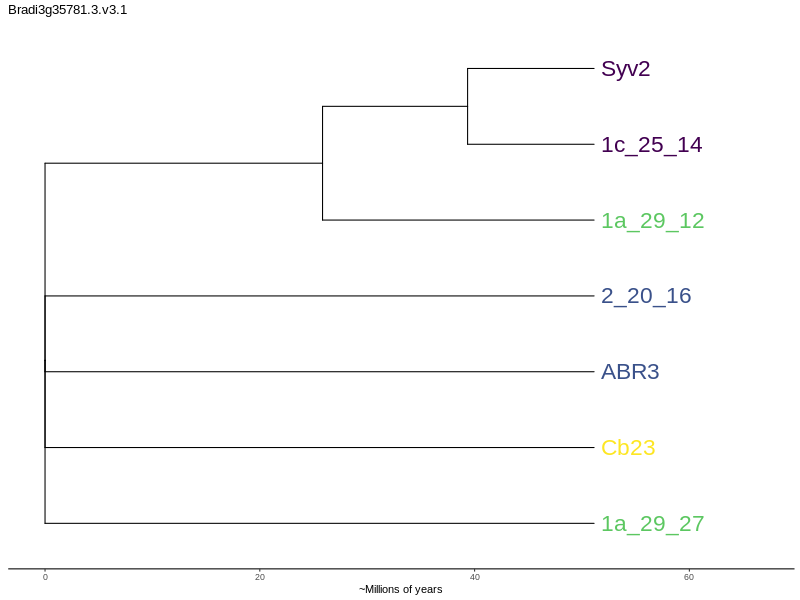 Bradi3g35781.3.v3.1
Syv2
1c_25_14
1a_29_12
2_20_16
ABR3
Cb23
1a_29_27
0 20 40 60
~Millions of years